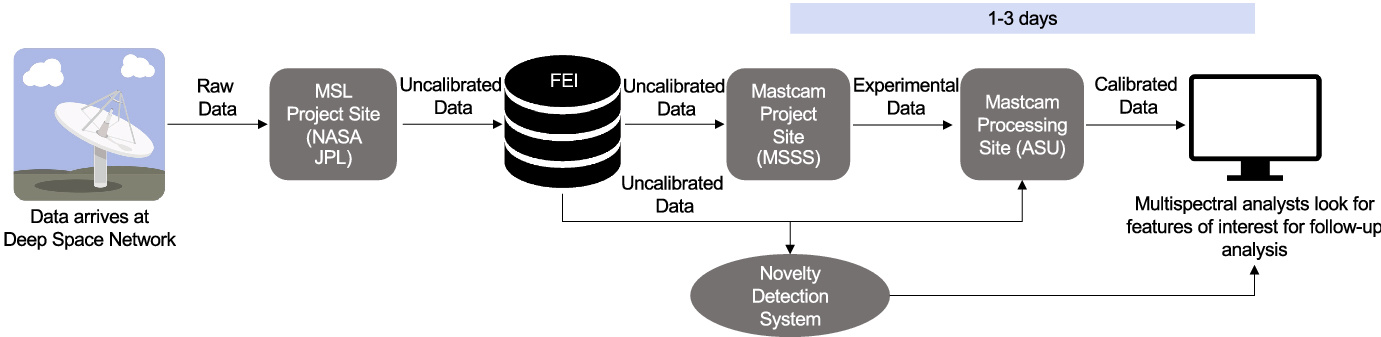 1-3 days
Raw
Data
MSL
Project Site
(NASA
JPL)
Uncalibrated
Data
FEI
Uncalibrated
Data
Mastcam
Project
Site
(MSSS)
Experimental
Data
Mastcam
Processing
Site (ASU)
Calibrated
Data
Uncalibrated
Data
Data arrives at
Deep Space Network
Multispectral analysts look for
features of interest for follow-up
analysis
Novelty
Detection
System